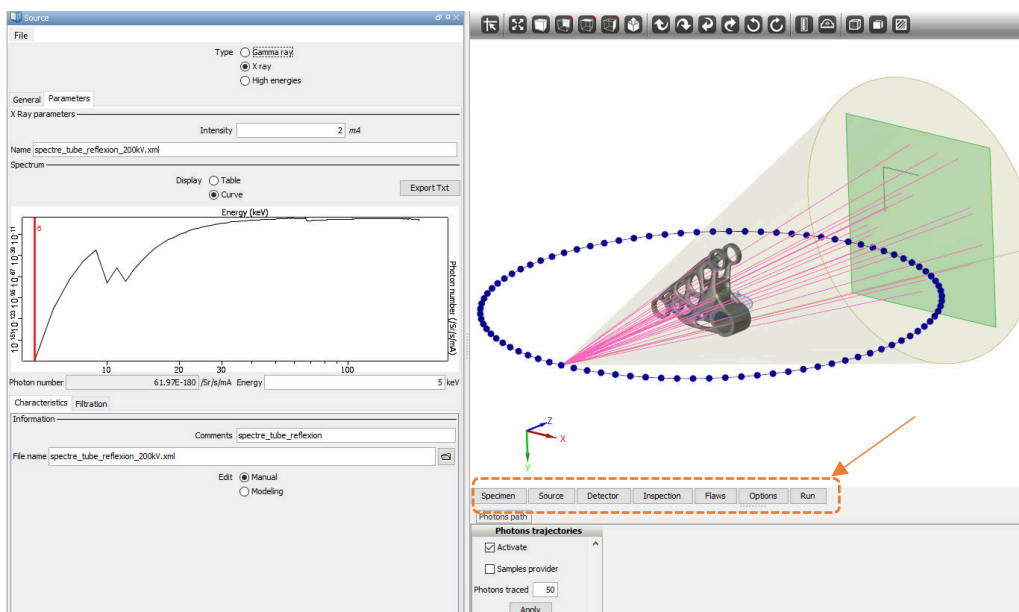 Source
File
Type Gamma ray
X ray
High energies
General Parameters
X Ray parameters
Intensity 2 mA
Name spectre_tube_reflexion_200kV.xml
Spectrum
Display Table
Curve
Export Txt
Energy (keV)
6
Photon number (/Sr/s/mA)
10 20 30 100
Photon number 61.97E-180 /Sr/s/mA Energy 5 keV
Characteristics Filtration
Information
Comments spectre_tube_reflexion
File name spectre_tube_reflexion_200kV.xml
Edit Manual
Modeling
Z
X
Y
Specimen Source Detector Inspection Flaws Options Run
Photons path
Photons trajectories
Activate
Samples provider
Photons traced 50
Apply